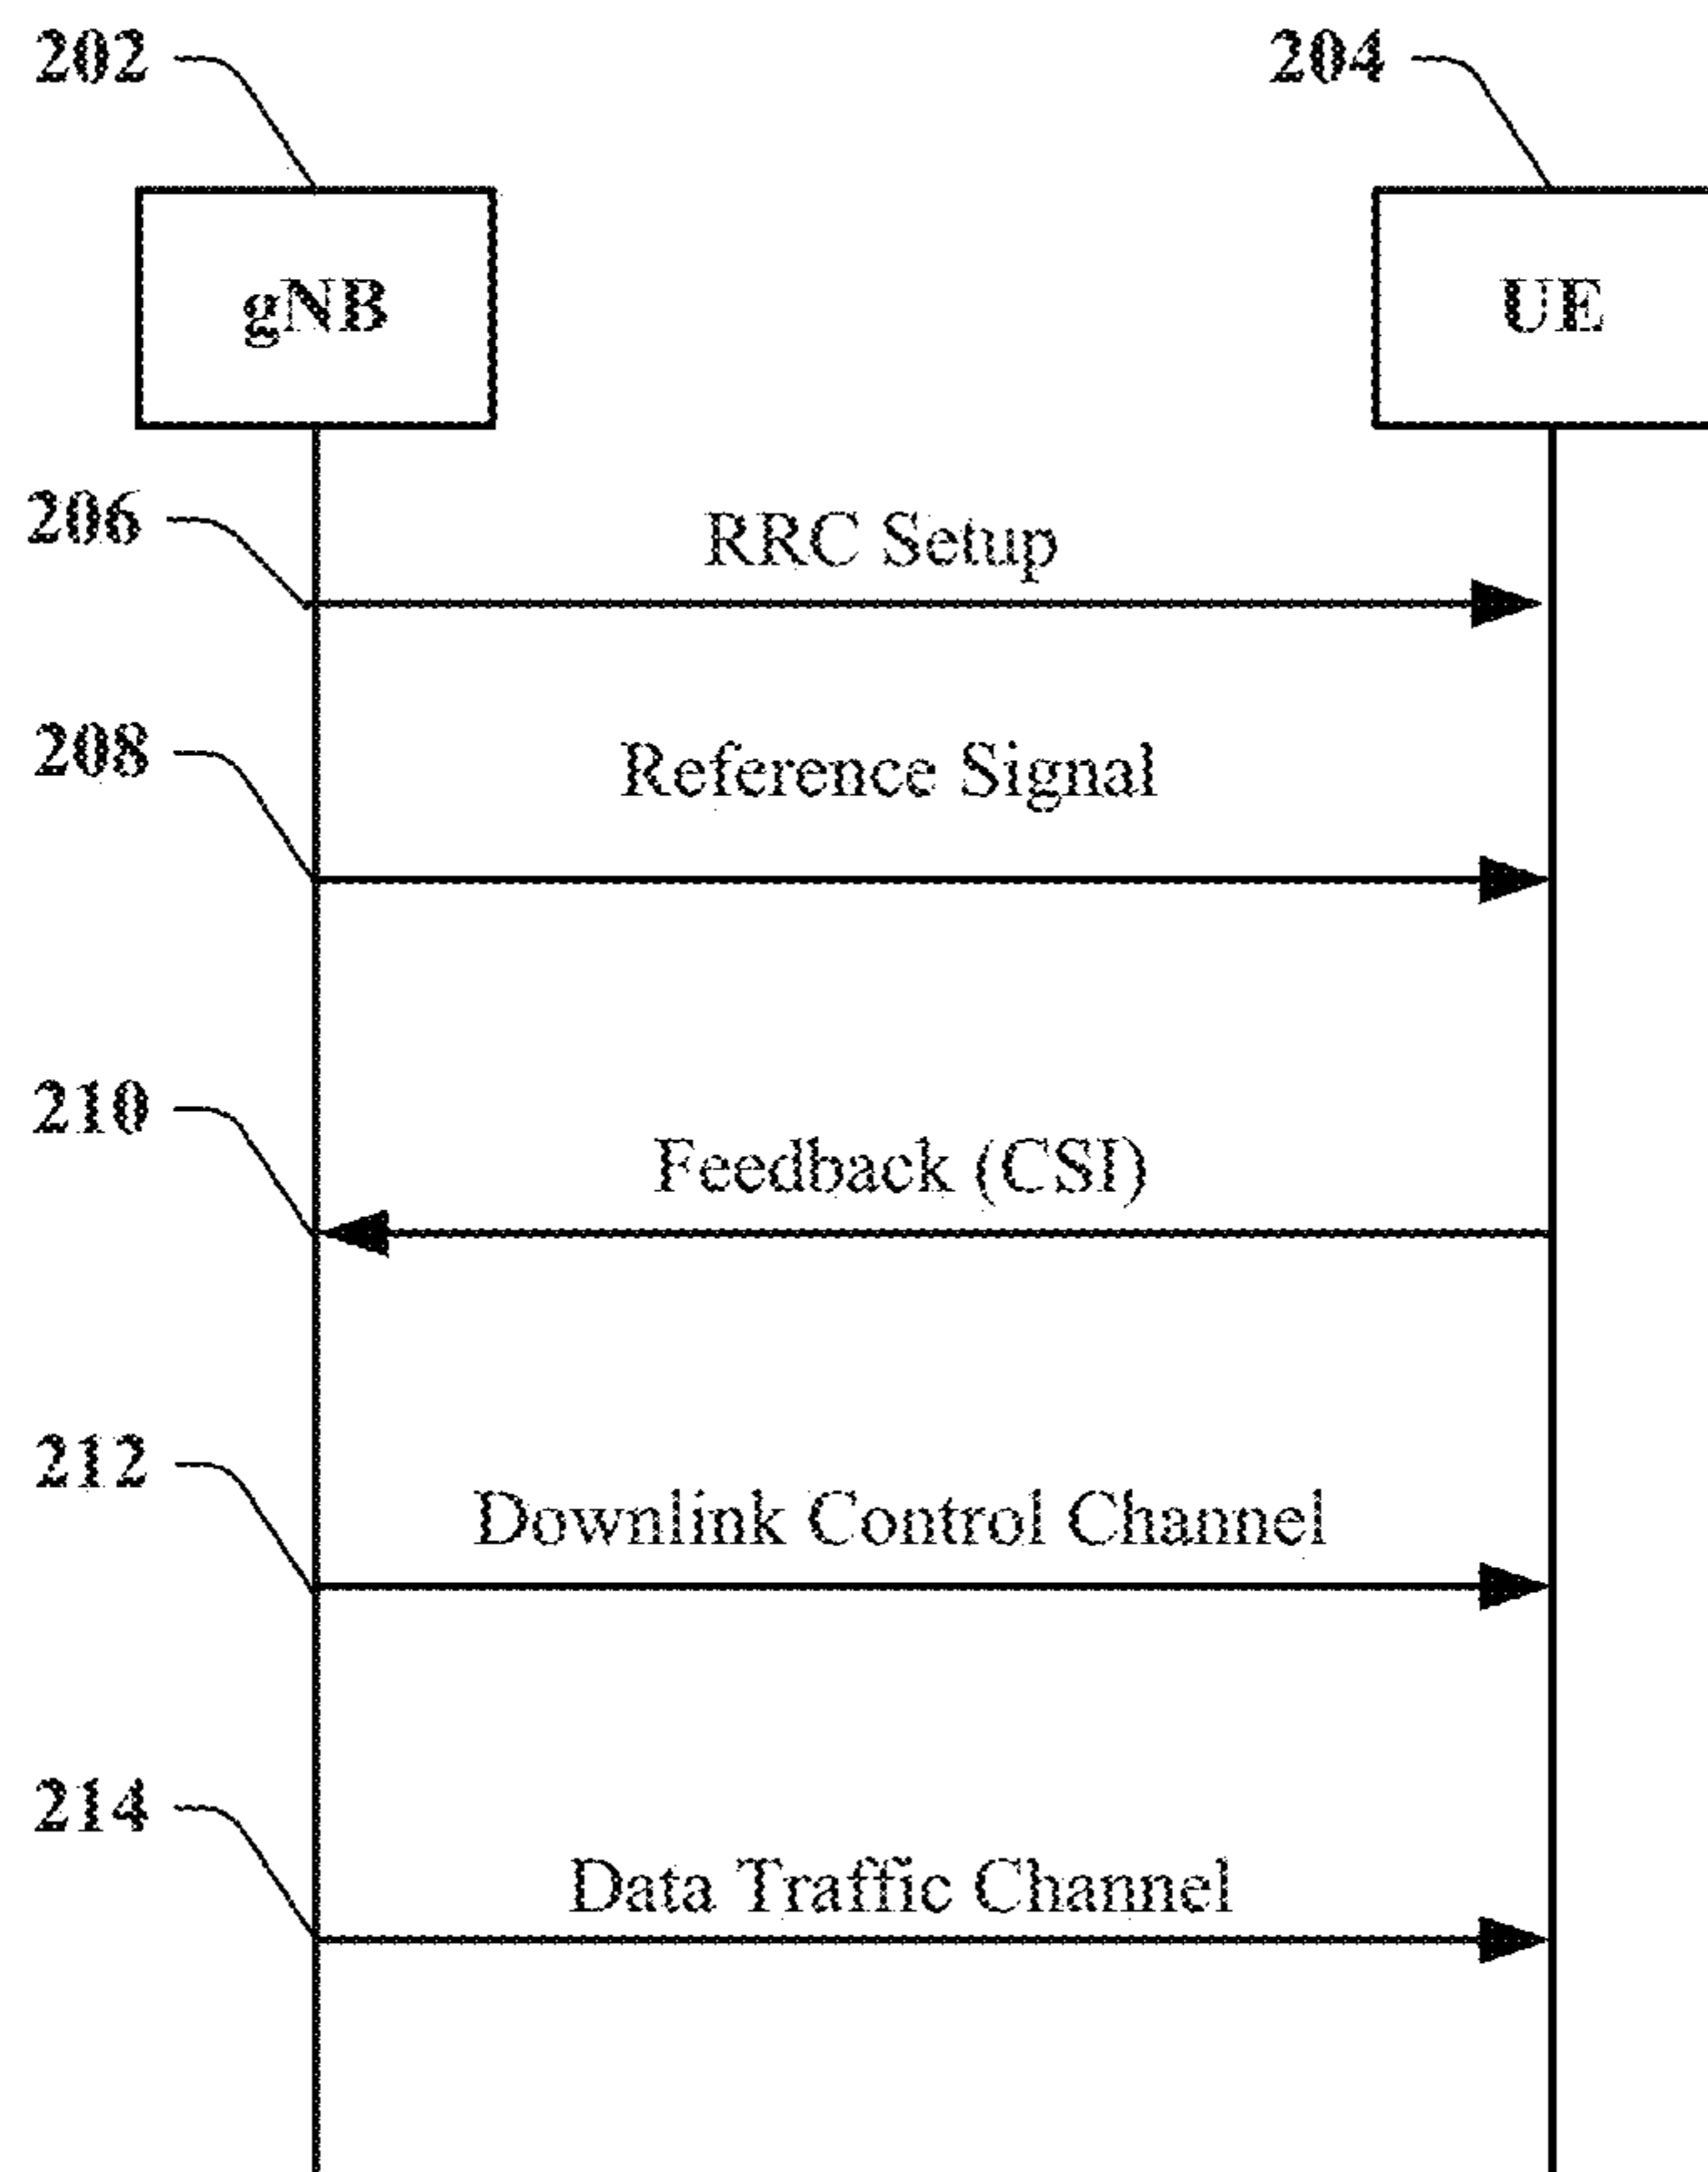 202
204
gNB
UE
206
RRC Setup
208
Reference Signal
210
Feedback (CSI)
212
Downlink Control Channel
214
Data Traffic Channel